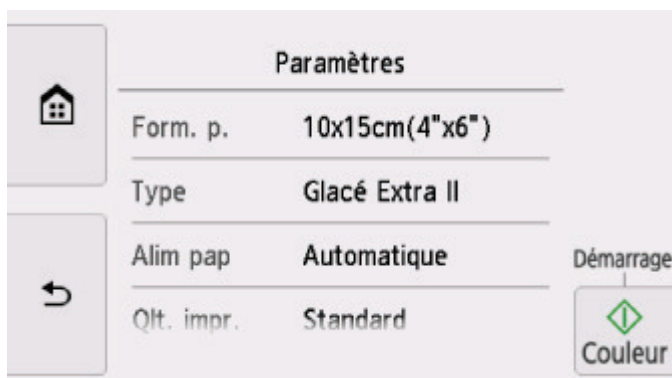 Paramètres
Form. p. 10x15cm(4"x6")
Type Glacé Extra II
Alim pap Automatique
Qlt. impr. Standard
Démarrage
Couleur